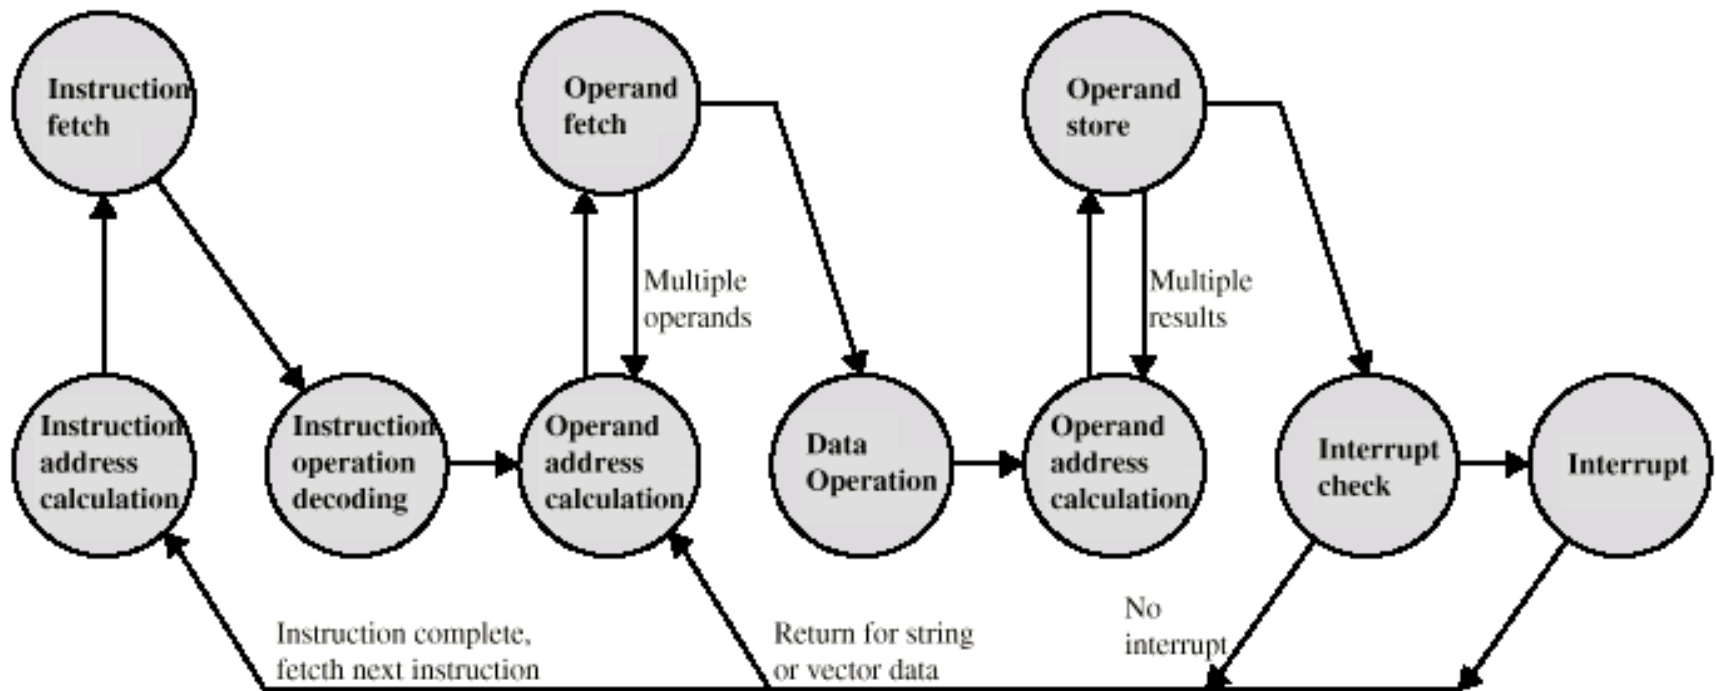 Instruction
fetch
Operand
fetch
Operand
store
Multiple
operands
Multiple
results
Instruction
address
calculation
Instruction
operation
decoding
Operand
address
calculation
Data
Operation
Operand
address
calculation
Interrupt
check
Interrupt
Instruction complete,
fetcth next instruction
Return for string
or vector data
No
interrupt